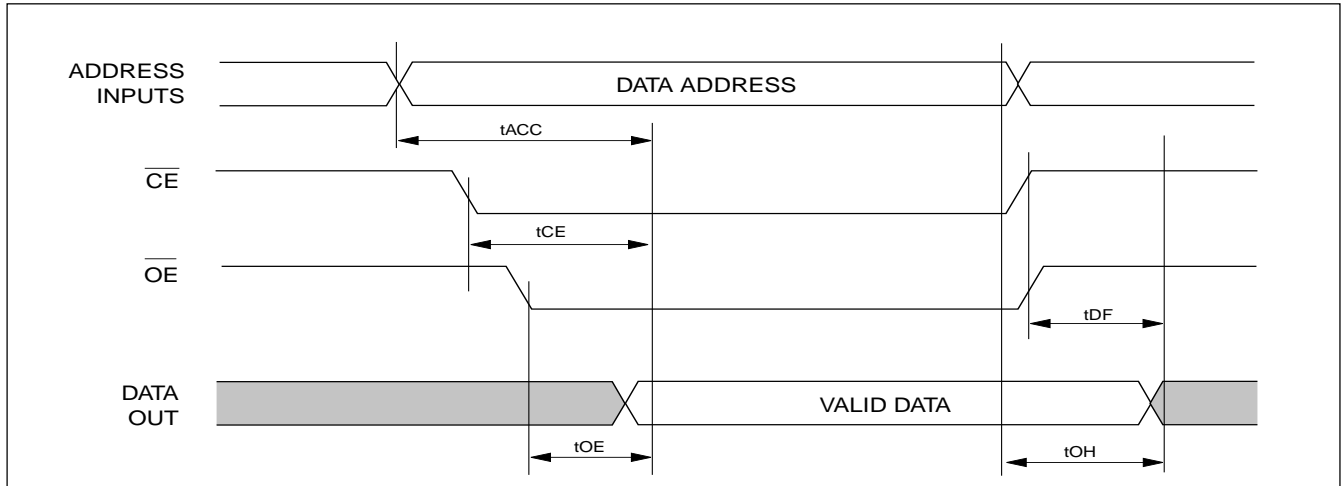 ADDRESS
INPUTS
DATA ADDRESS
tACC
CE
tCE
OE
tDF
DATA
OUT
VALID DATA
tOE
tOH